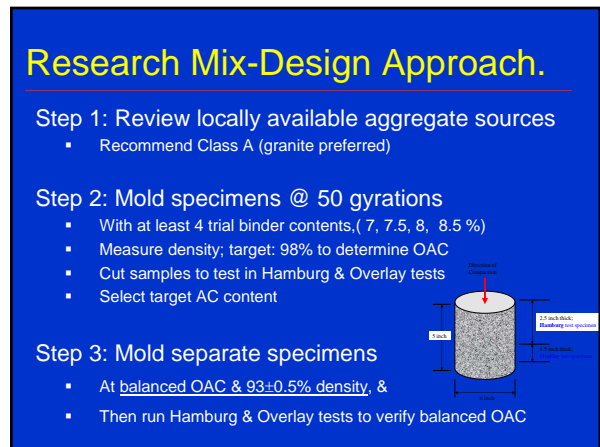 Research Mix-Design Approach.
Step 1: Review locally available aggregate sources
▪ Recommend Class A (granite preferred)
Step 2: Mold specimens @ 50 gyrations
▪ With at least 4 trial binder contents,( 7, 7.5, 8, 8.5 %)
▪ Measure density; target: 98% to determine OAC
▪ Cut samples to test in Hamburg & Overlay tests
▪ Select target AC content
Directional
Compaction
2.5 inch thick;
Hamburg test specimen
5 inch
Step 3: Mold separate specimens
▪ At balanced OAC & 93±0.5% density, &
▪ Then run Hamburg & Overlay tests to verify balanced OAC